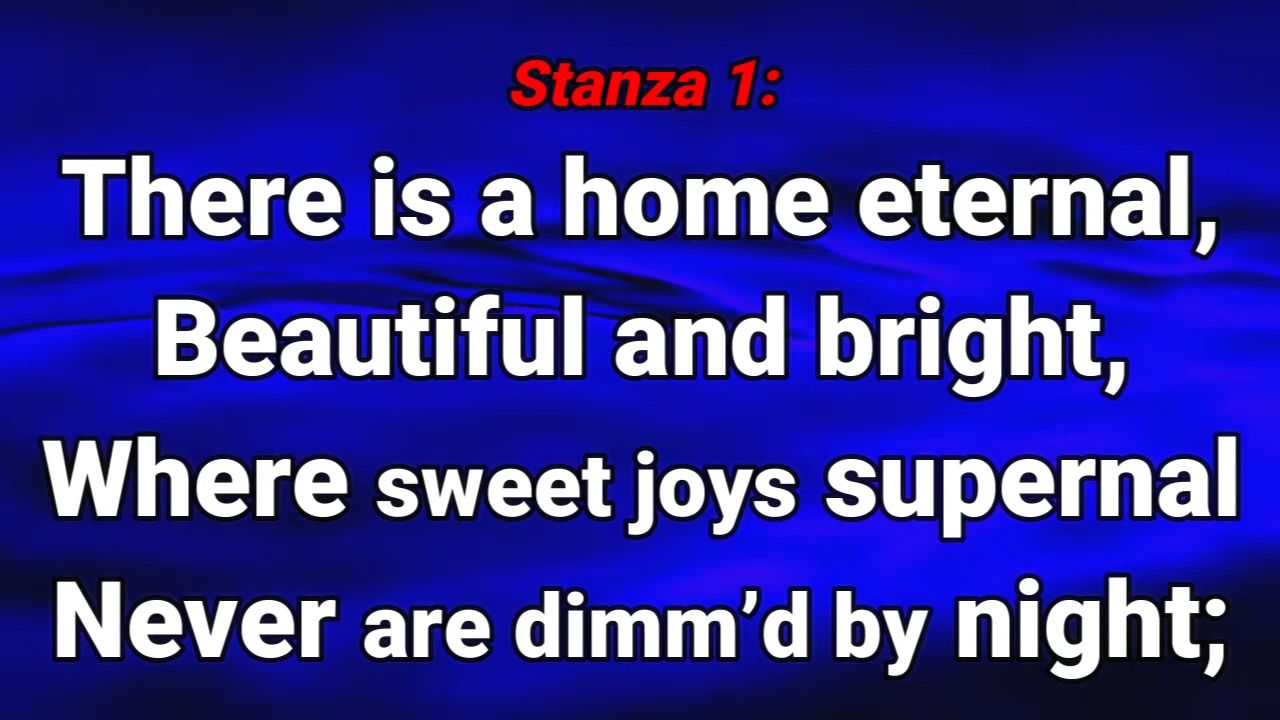 Stanza 1:
There is a home eternal,
Beautiful and bright,
Where sweet joys supernal
Never are dimm’d by night;